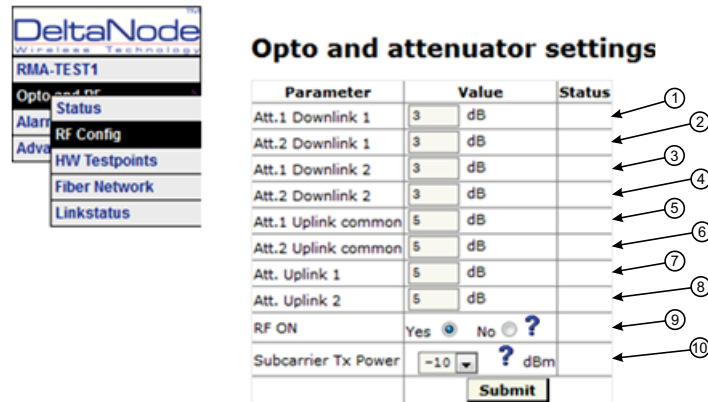 TM
DeltaNode
Wireless Technology
RMA-TEST1
Opto and RF
Status
Alarm
RF Config
Adva
HW Testpoints
Fiber Network
Linkstatus
Opto and attenuator settings
Parameter Value Status
Att.1 Downlink 1 3 dB 1
Att.2 Downlink 1 3 dB 2
Att.1 Downlink 2 3 dB 3
Att.2 Downlink 2 3 dB 4
Att.1 Uplink common 5 dB 5
Att.2 Uplink common 5 dB 6
Att. Uplink 1 5 dB 7
Att. Uplink 2 5 dB 8
RF ON Yes No ? 9
Subcarrier Tx Power -10 ? dBm 10
Submit